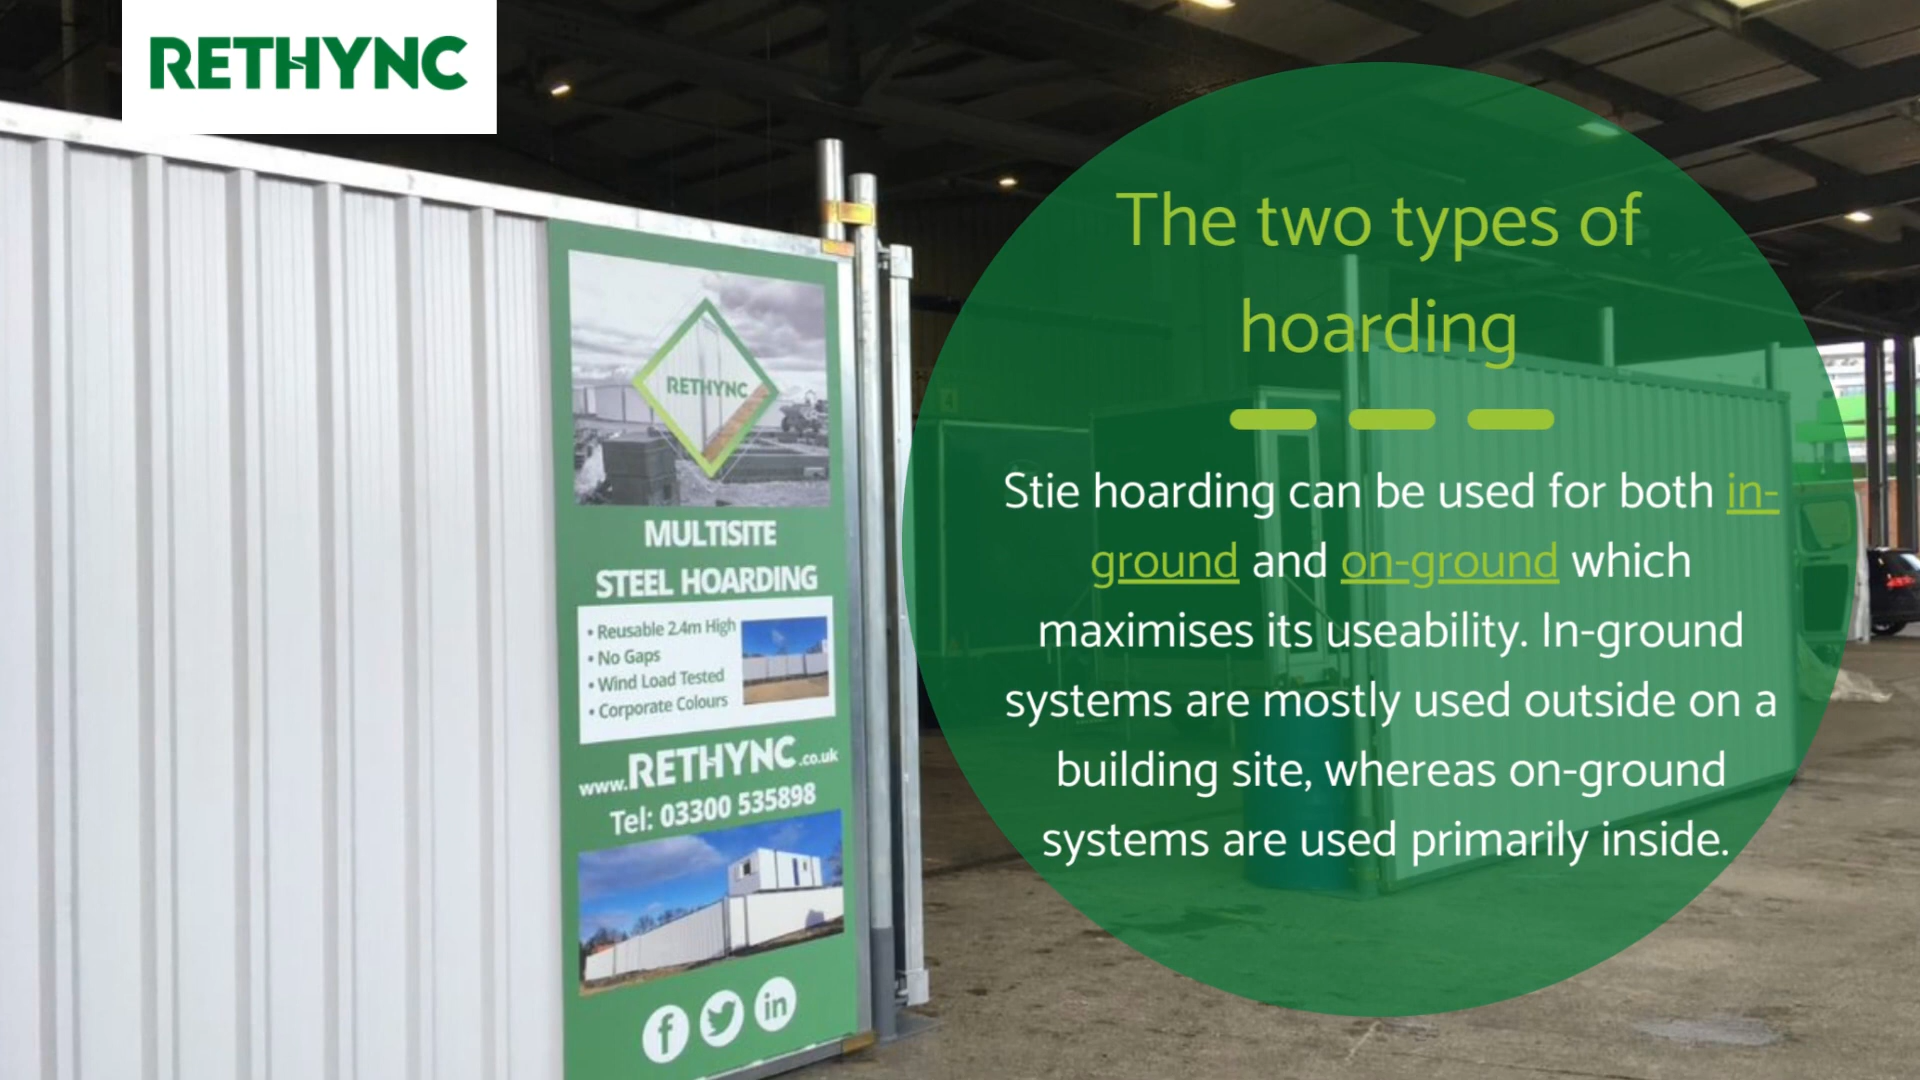 RETHYNC
The two types of
hoarding
Stie hoarding can be used for both in-
ground and on-ground which
maximises its useability. In-ground
systems are mostly used outside on a
building site, whereas on-ground
systems are used primarily inside.
RETHYNC
MULTISITE
STEEL HOARDING
• Reusable 2.4m High
• No Gaps
• Wind Load Tested
• Corporate Colours
www.RETHYNC.co.uk
Tel: 03300 535898
f in